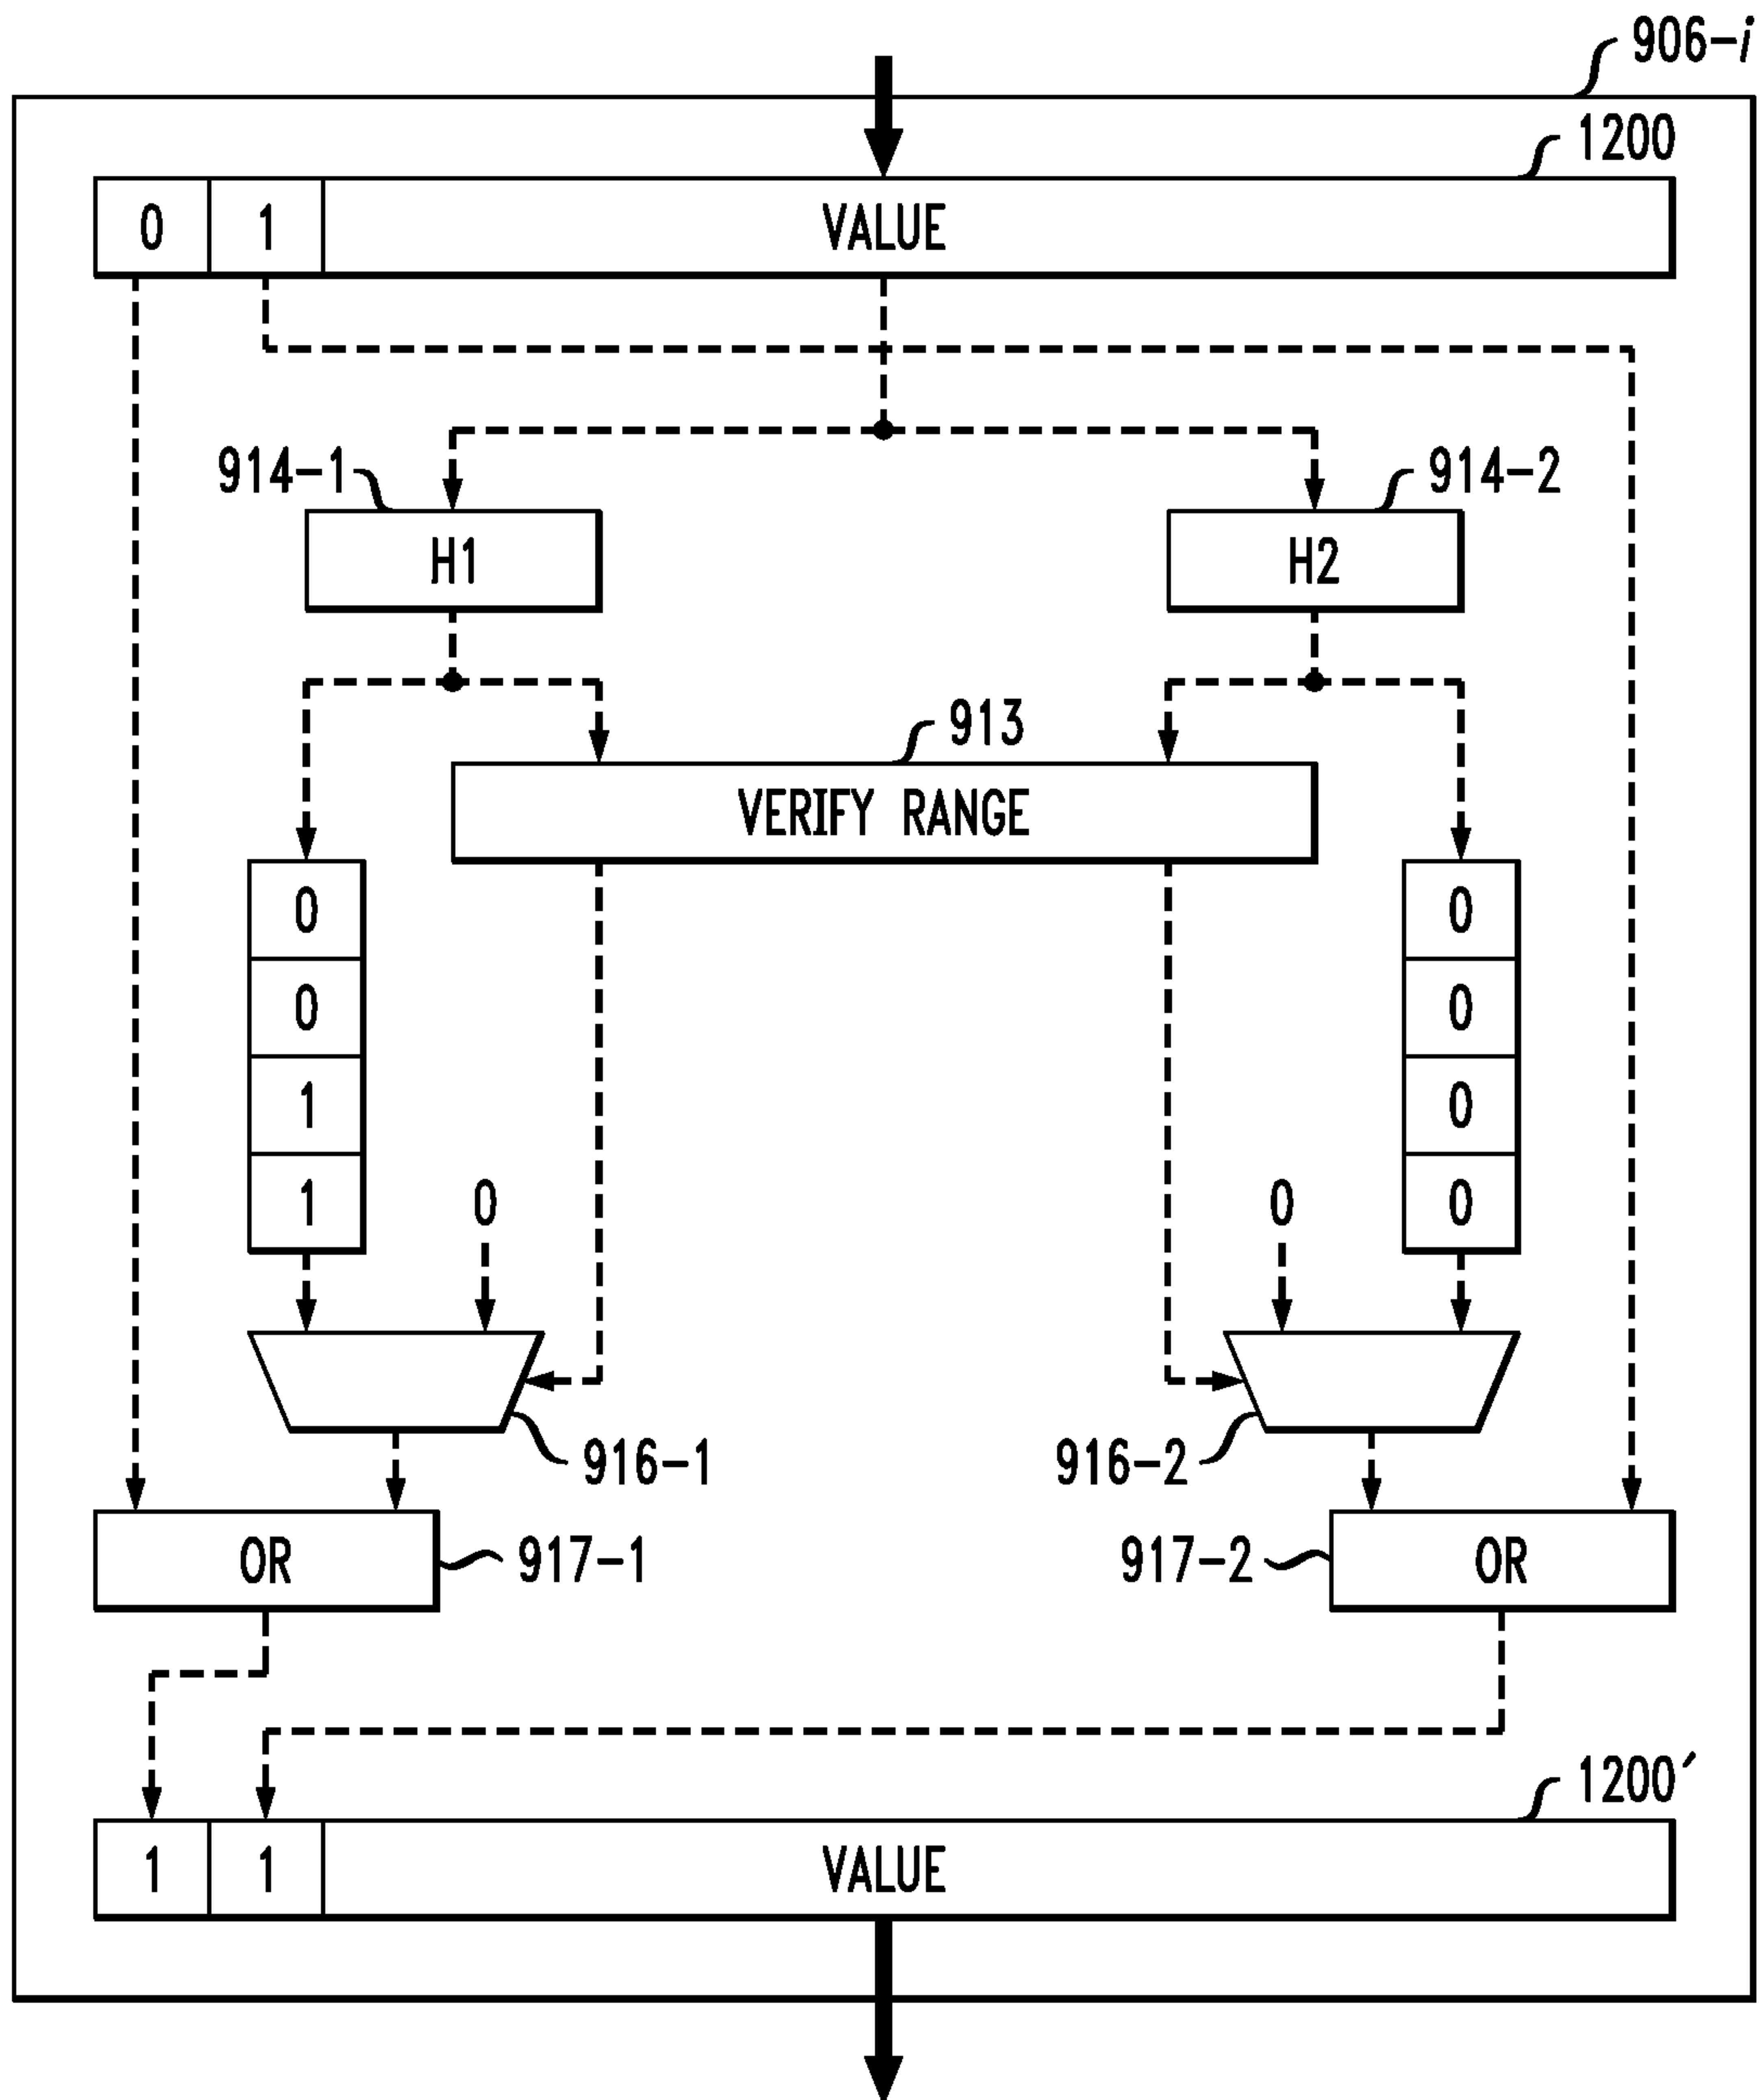 906-i
1200
0 1 VALUE
914-1 914-2
H1 H2
913
VERIFY RANGE
0 0
0 0
1 0
1 0 0 0
916-1 916-2
OR 917-1 917-2 OR
1200′
1 1 VALUE